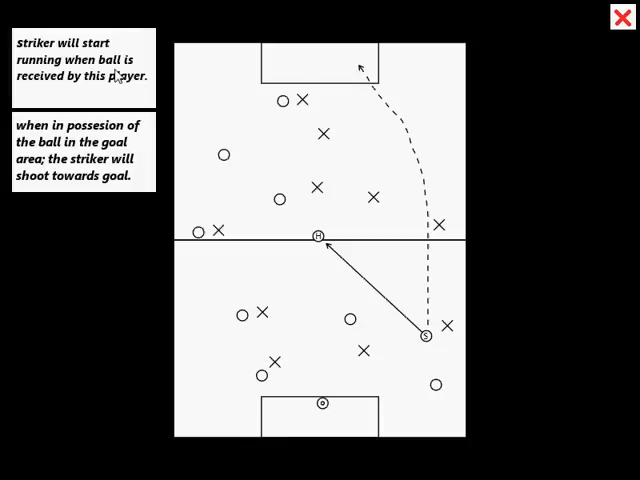 striker will start
running when ball is
received by this player.
when in possesion of
the ball in the goal
area; the striker will
shoot towards goal.
H
S